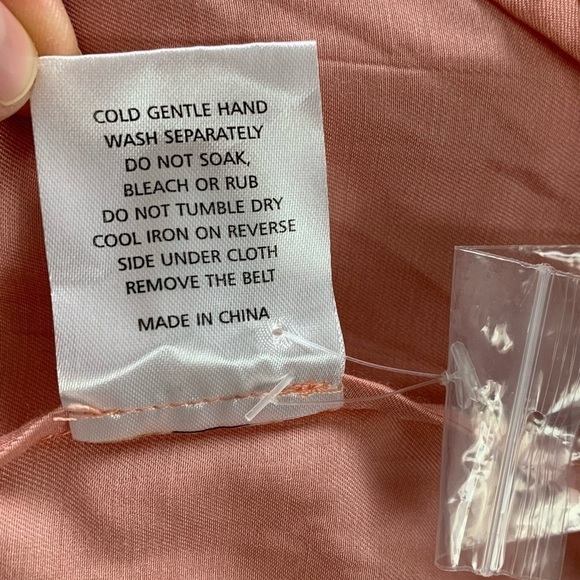 COLD GENTLE HAND
WASH SEPARATELY
DO NOT SOAK,
BLEACH OR RUB
DO NOT TUMBLE DRY
COOL IRON ON REVERSE
SIDE UNDER CLOTH
REMOVE THE BELT
MADE IN CHINA